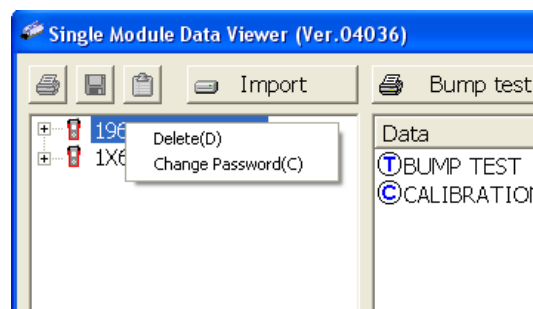 Single Module Data Viewer (Ver.04036)
Import
Bump test
Delete(D)
Change Password(C)
Data
T BUMP TEST
C CALIBRATION